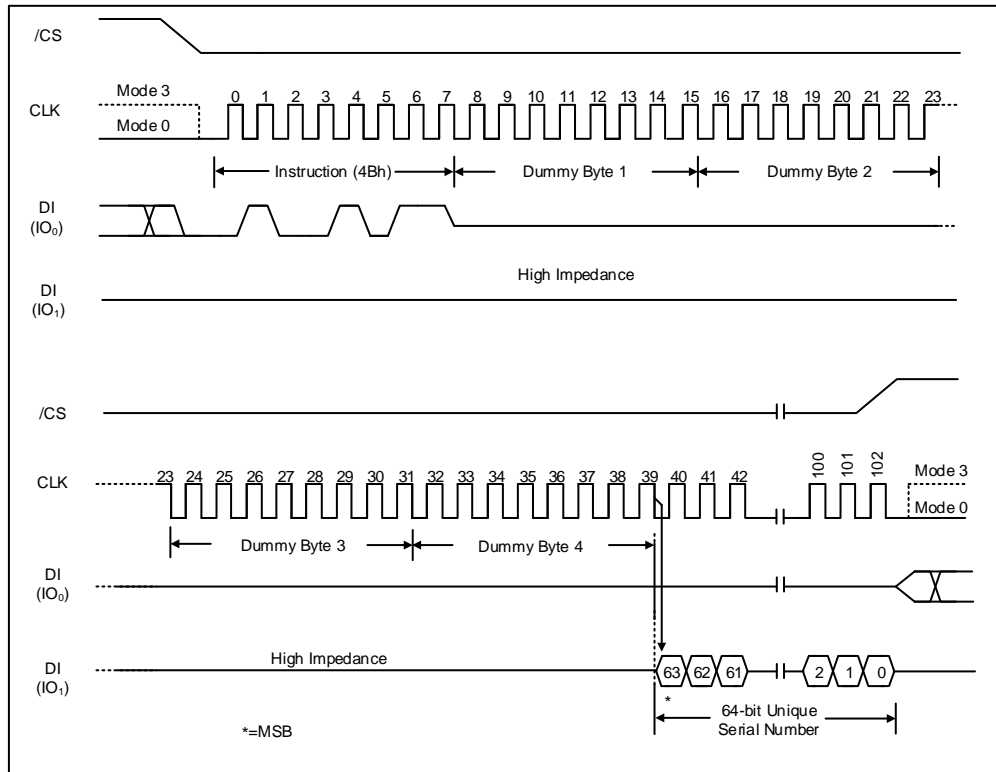 /CS
Mode 3
CLK
Mode 0
0 1 2 3 4 5 6 7 8 9 10 11 12 13 14 15 16 17 18 19 20 21 22 23
Instruction (4Bh)
Dummy Byte 1
Dummy Byte 2
DI
(IO₀)
High Impedance
DI
(IO₁)
/CS
CLK
23 24 25 26 27 28 29 30 31 32 33 34 35 36 37 38 39 40 41 42 100 101 102
Mode 3
Mode 0
Dummy Byte 3
Dummy Byte 4
DI
(IO₀)
DI
(IO₁)
High Impedance
63 62 61 2 1 0
*
64-bit Unique
Serial Number
*=MSB